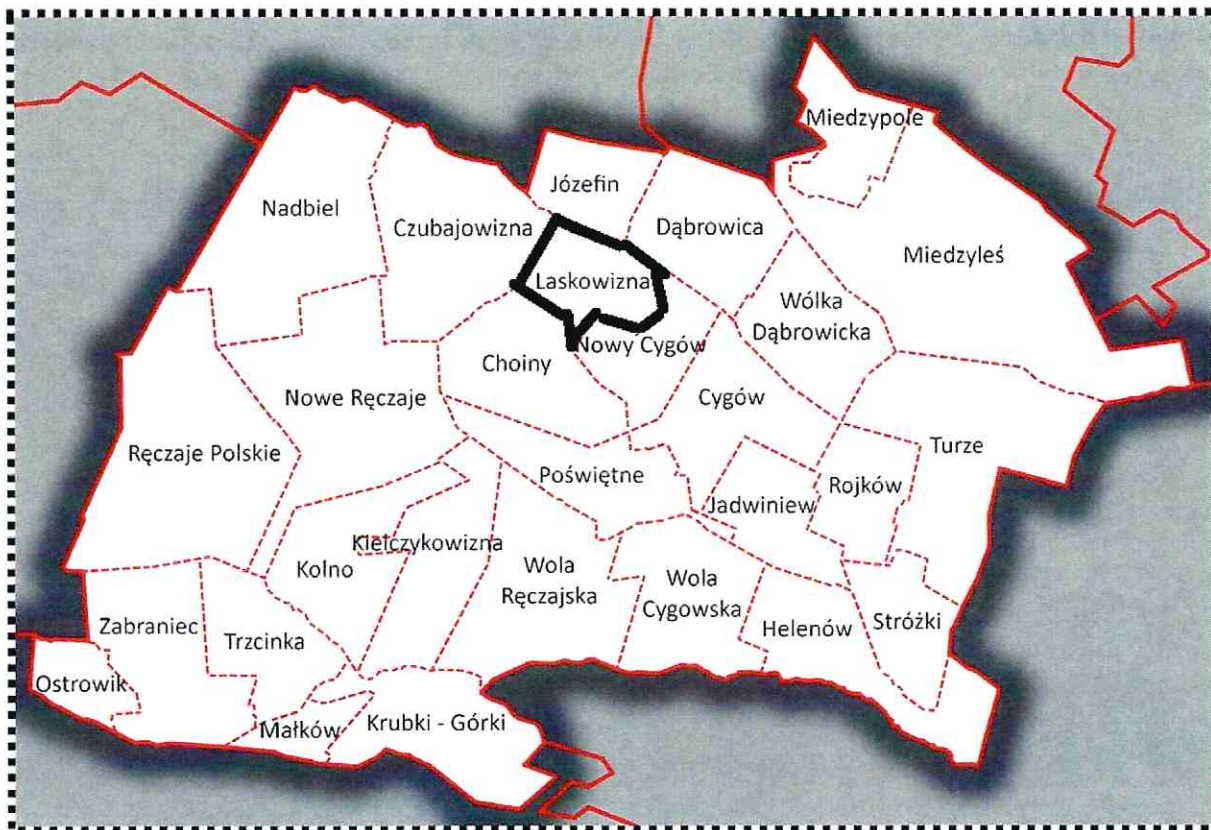 Miedzypole
Józefin
Nadbiel
Czubajowizna
Dąbrowica
Miedzyleś
Laskowizna
Wólka
Dąbrowicka
Nowy Cygów
Choiny
Nowe Ręczaje
Cygów
Ręczaje Polskie
Turze
Poświętne
Rojków
Jadwiniew
Kielczykowizna
Kolno
Wola
Ręczajska
Wola
Cygowska
Zabraniec
Trzcinka
Helenów
Stróżki
Ostrowik
Małków
Krubki - Górki